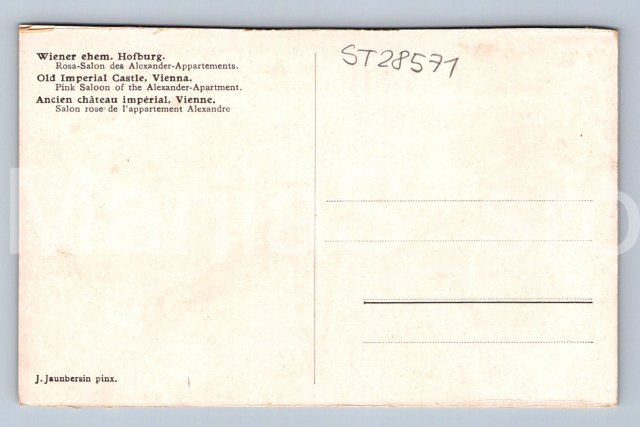 Wiener ehem. Hofburg.
Rosa-Salon des Alexander-Appartements.
Old Imperial Castle, Vienna.
Pink Saloon of the Alexander-Apartment.
Ancien château impérial, Vienne.
Salon rose de l'appartement Alexandre
ST28571
J. Jaunbersin pinx.